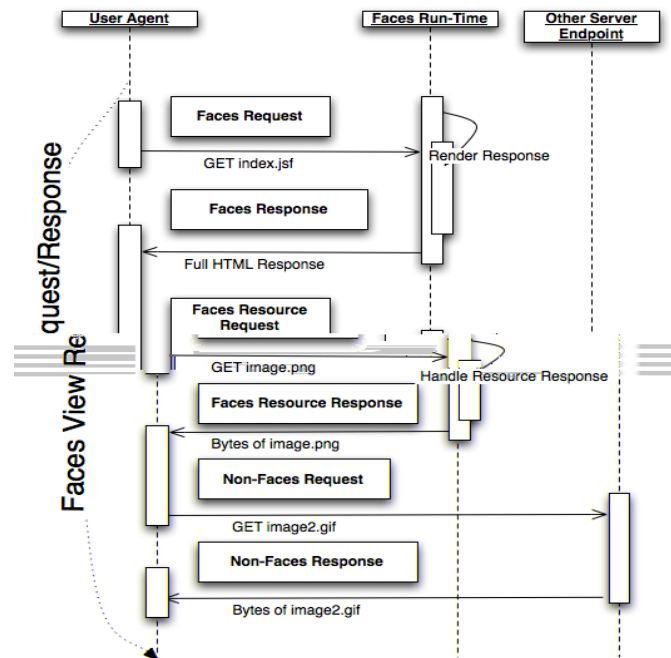 User Agent
Faces Run-Time
Other Server
Endpoint
Faces Request
GET index.jsf
Render Response
Faces Response
Full HTML Response
Faces Resource
Request
GET image.png
Handle Resource Response
Faces Resource Response
Bytes of image.png
Non-Faces Request
GET image2.gif
Non-Faces Response
Bytes of image2.gif
Faces View Re quest/Response